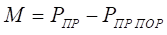 M = P_ПР − P_ПР ПОР